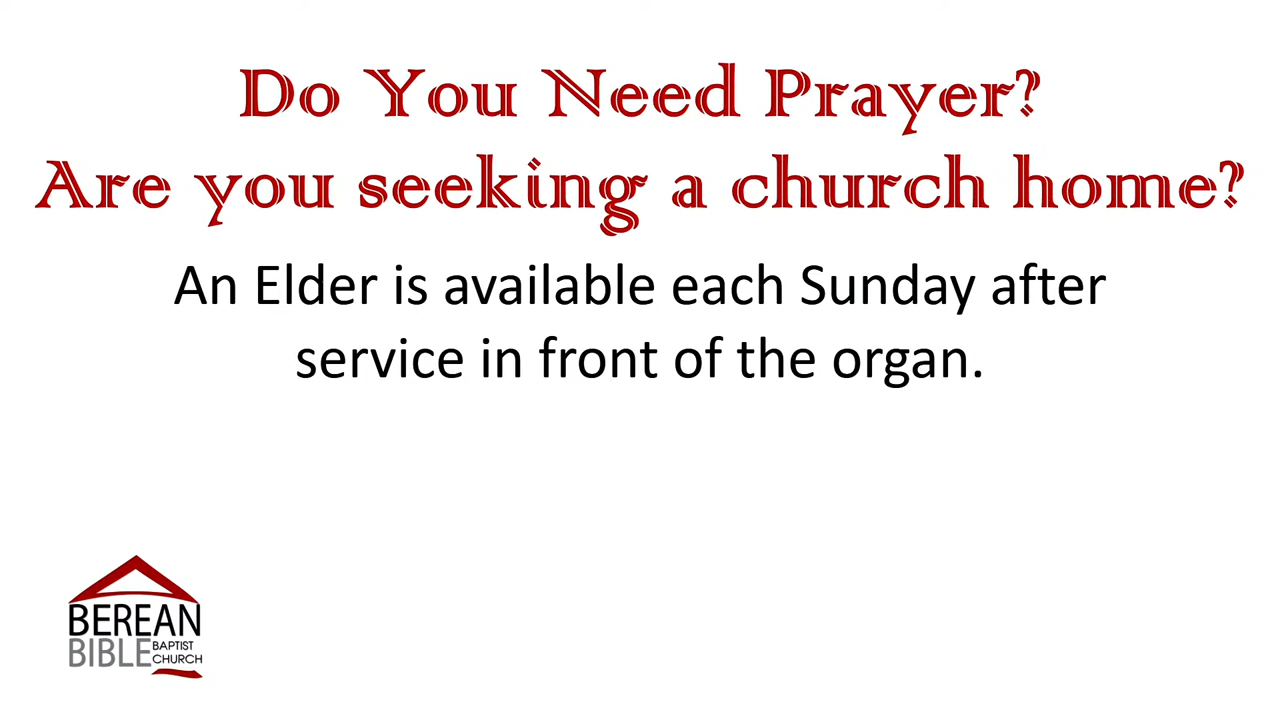 Do You Need Prayer?
Are you seeking a church home?
An Elder is available each Sunday after
service in front of the organ.
BEREAN
BIBLE BAPTIST
CHURCH